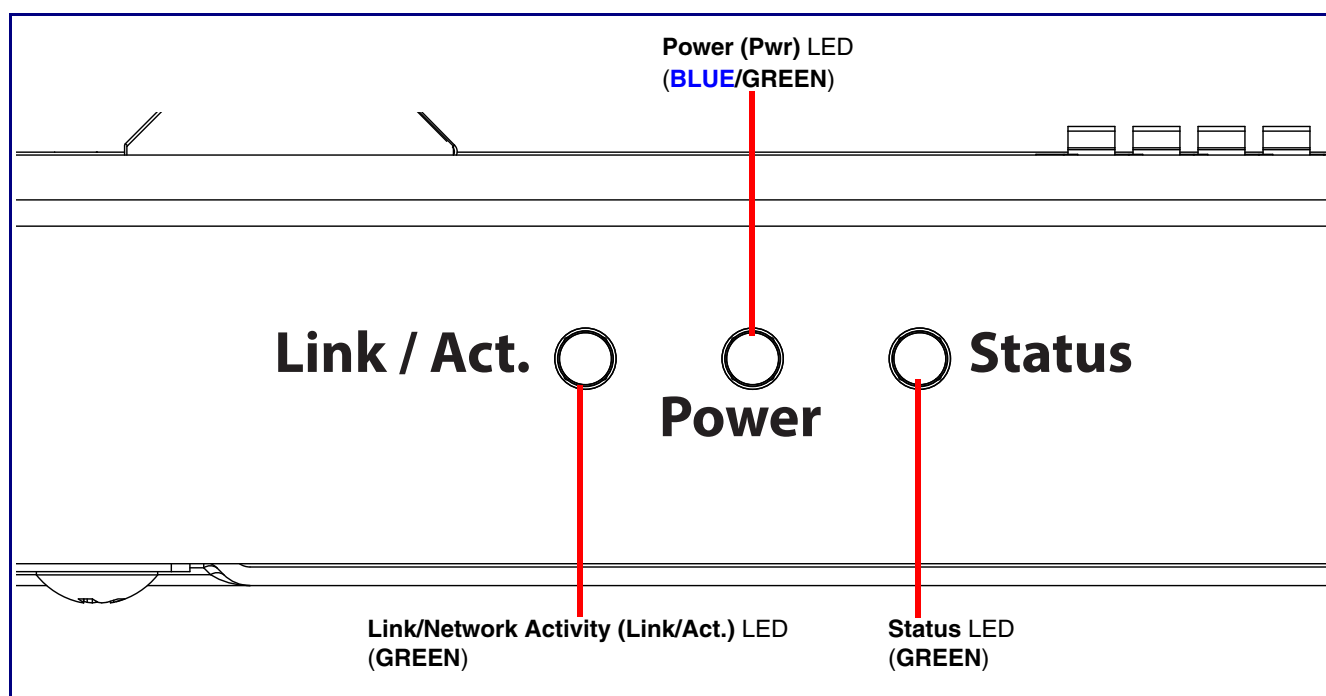 Power (Pwr) LED
(BLUE/GREEN)
Link / Act.
Status
Power
Link/Network Activity (Link/Act.) LED
(GREEN)
Status LED
(GREEN)